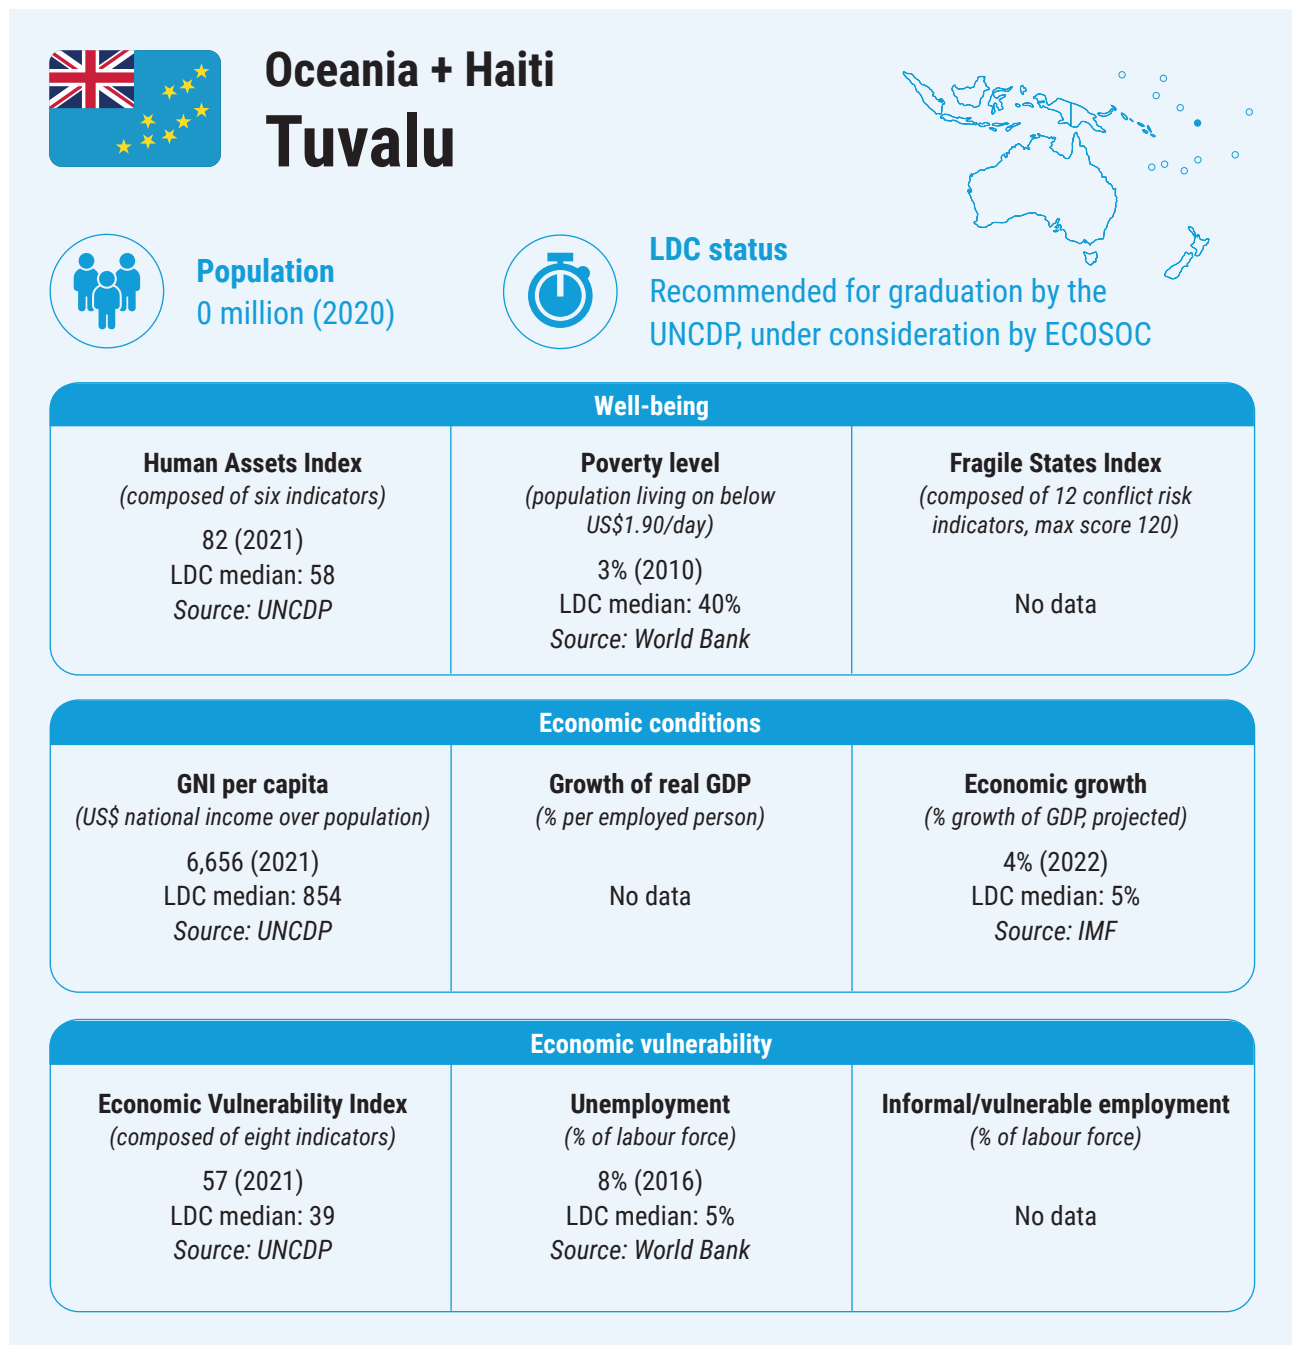 Oceania + Haiti
Tuvalu
Population
0 million (2020)
LDC status
Recommended for graduation by the
UNCDP, under consideration by ECOSOC
Well-being
Human Assets Index
(composed of six indicators)
82 (2021)
LDC median: 58
Source: UNCDP
Poverty level
(population living on below
US$1.90/day)
3% (2010)
LDC median: 40%
Source: World Bank
Fragile States Index
(composed of 12 conflict risk
indicators, max score 120)
No data
Economic conditions
GNI per capita
(US$ national income over population)
6,656 (2021)
LDC median: 854
Source: UNCDP
Growth of real GDP
(% per employed person)
No data
Economic growth
(% growth of GDP, projected)
4% (2022)
LDC median: 5%
Source: IMF
Economic vulnerability
Economic Vulnerability Index
(composed of eight indicators)
57 (2021)
LDC median: 39
Source: UNCDP
Unemployment
(% of labour force)
8% (2016)
LDC median: 5%
Source: World Bank
Informal/vulnerable employment
(% of labour force)
No data